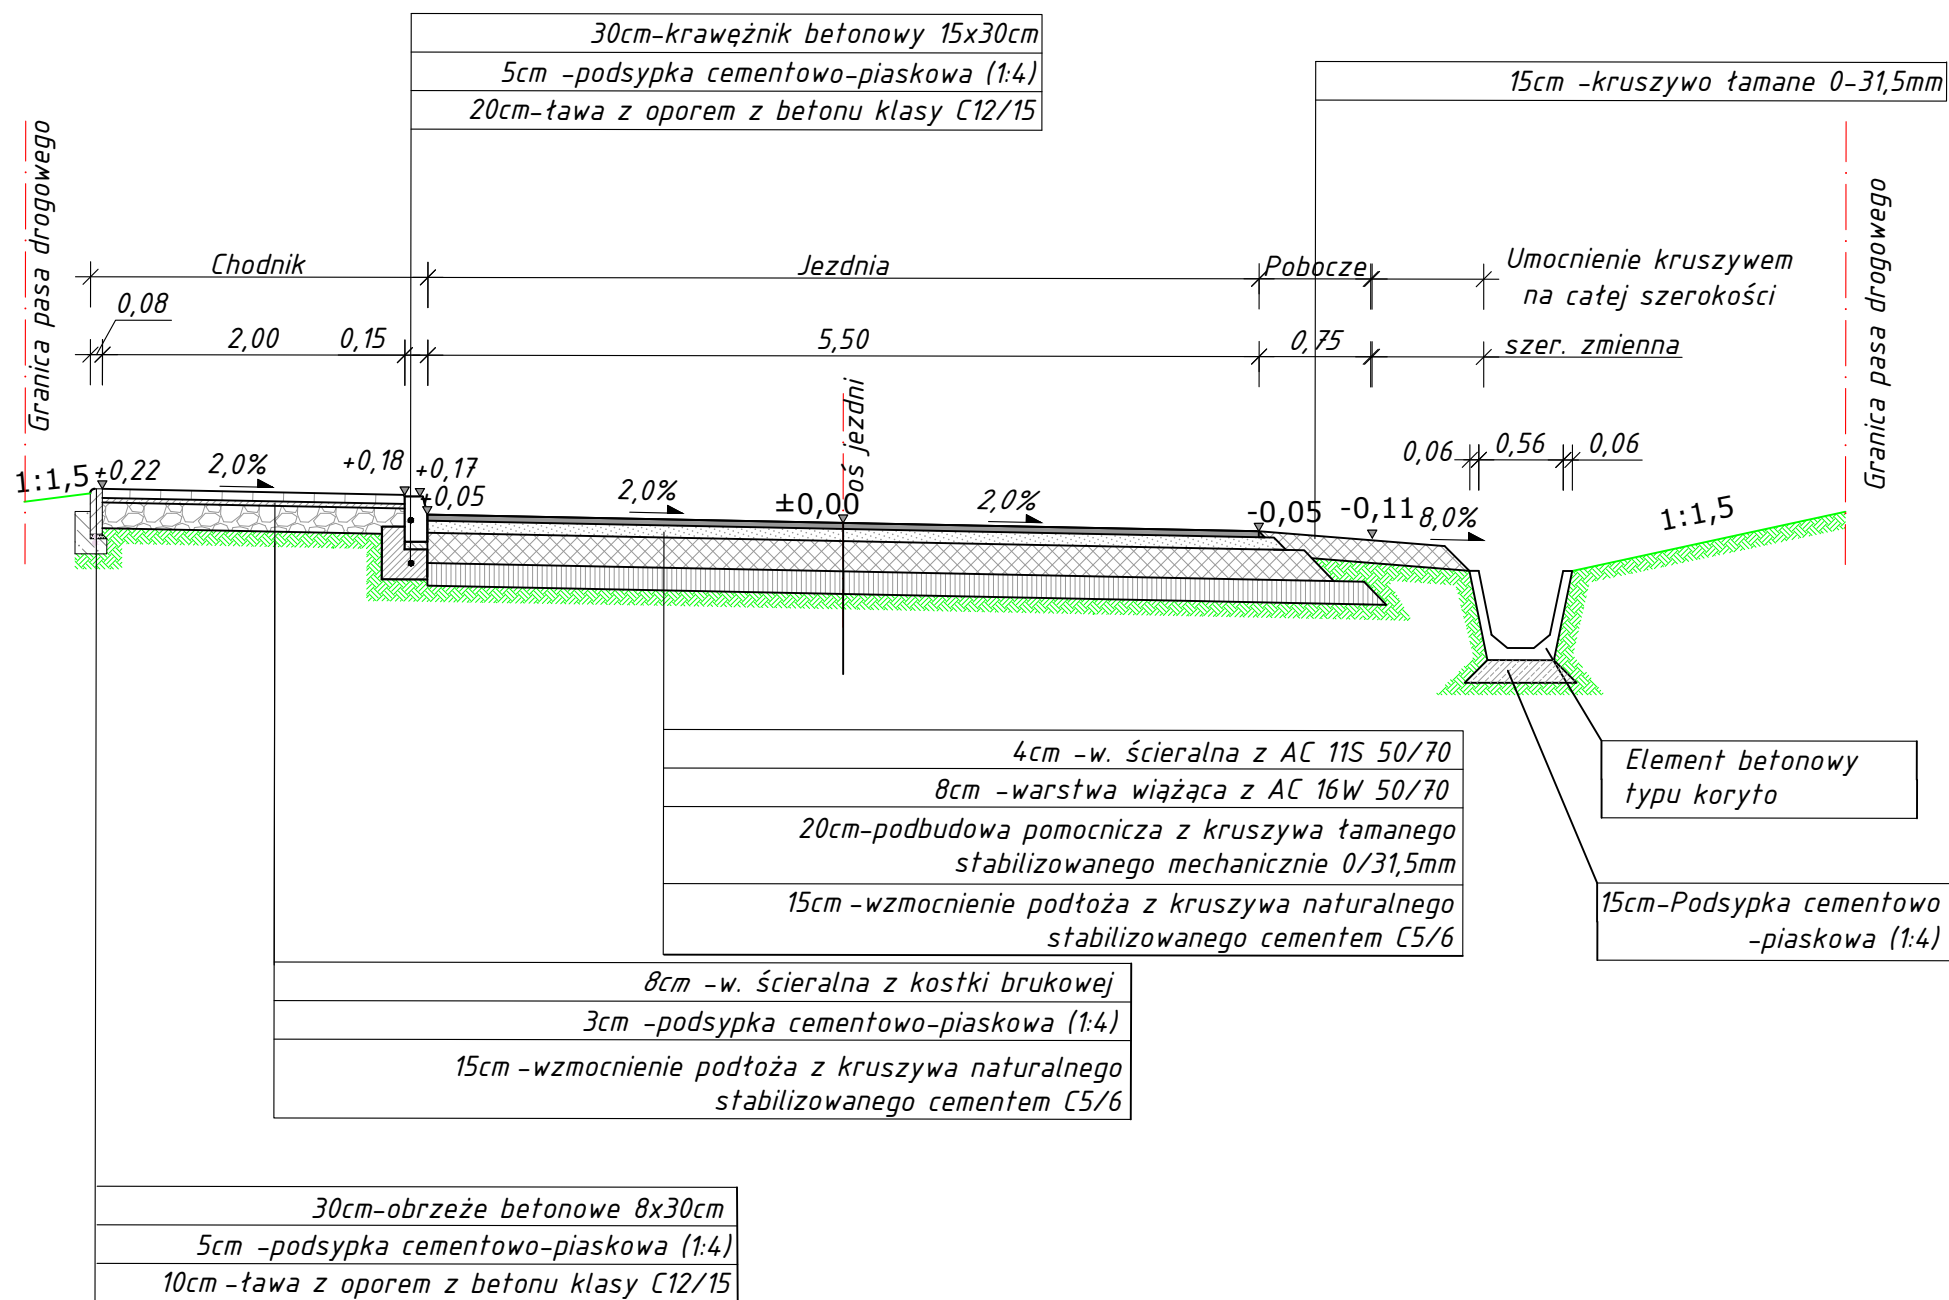 30cm-krawężnik betonowy 15x30cm
5cm -podsypka cementowo-piaskowa (1:4)
20cm-ława z oporem z betonu klasy C12/15
15cm -kruszywo łamane 0-31,5mm
Granica pasa drogowego
Granica pasa drogowego
Chodnik
Jezdnia
Pobocze
Umocnienie kruszywem
na całej szerokości
0,08
2,00
0,15
5,50
0,75
szer. zmienna
oś jezdni
0,06
0,56
0,06
1:1,5
+0,22
2,0%
+0,18
+0,17
+0,05
2,0%
±0,00
2,0%
-0,05
-0,11
8,0%
1:1,5
4cm -w. ścieralna z AC 11S 50/70
8cm -warstwa wiążąca z AC 16W 50/70
20cm-podbudowa pomocnicza z kruszywa łamanego
stabilizowanego mechanicznie 0/31,5mm
15cm -wzmocnienie podłoża z kruszywa naturalnego
stabilizowanego cementem C5/6
Element betonowy
typu koryto
15cm-Podsypka cementowo
-piaskowa (1:4)
8cm -w. ścieralna z kostki brukowej
3cm -podsypka cementowo-piaskowa (1:4)
15cm -wzmocnienie podłoża z kruszywa naturalnego
stabilizowanego cementem C5/6
30cm-obrzeże betonowe 8x30cm
5cm -podsypka cementowo-piaskowa (1:4)
10cm -ława z oporem z betonu klasy C12/15